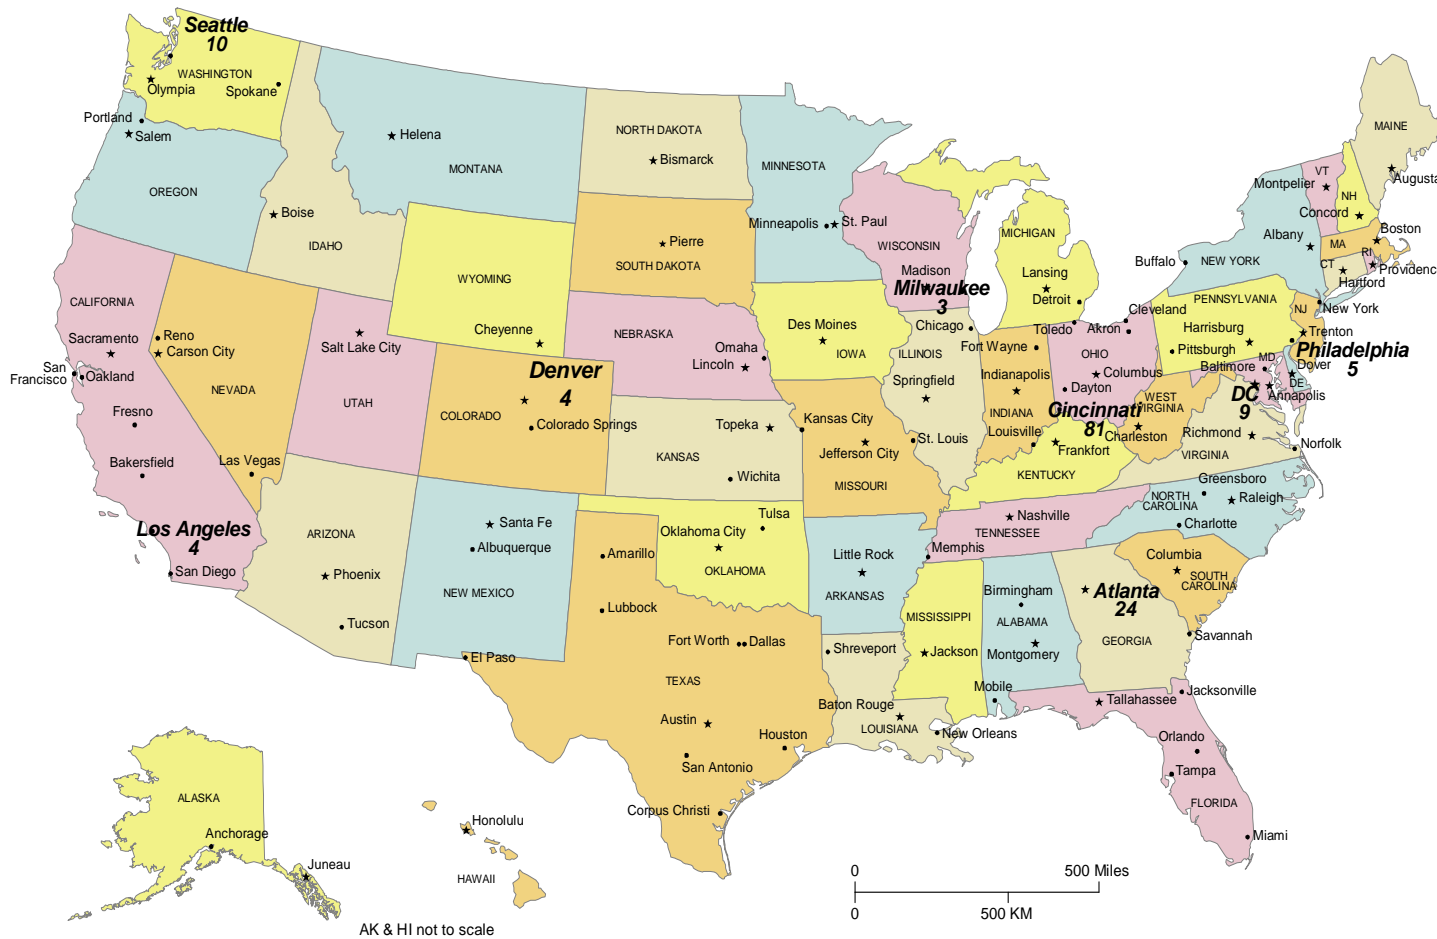 Seattle
10
WASHINGTON
Olympia
Spokane
Portland
Salem
OREGON
Helena
MONTANA
Boise
IDAHO
NORTH DAKOTA
Bismarck
MINNESOTA
Minneapolis
St. Paul
Pierre
SOUTH DAKOTA
WYOMING
Cheyenne
WISCONSIN
Madison
Milwaukee
3
MICHIGAN
Lansing
Detroit
MAINE
Augusta
VT
Montpelier
NH
Concord
Albany
MA
Boston
RI
Providenc
CT
Hartford
Buffalo
NEW YORK
New York
PENNSYLVANIA
Harrisburg
Pittsburgh
NJ
Trenton
Philadelphia
5
Cleveland
Toledo
Akron
OHIO
Columbus
Dayton
Cincinnati
81
Chicago
ILLINOIS
Springfield
Fort Wayne
Indianapolis
INDIANA
Louisville
MD
Baltimore
Dover
DE
Annapolis
DC
9
WEST
VIRGINIA
Charleston
Richmond
VIRGINIA
Norfolk
Frankfort
KENTUCKY
CALIFORNIA
Sacramento
San
Francisco
Oakland
Fresno
Bakersfield
Los Angeles
4
San Diego
Reno
Carson City
NEVADA
Las Vegas
Salt Lake City
UTAH
Denver
4
COLORADO
Colorado Springs
NEBRASKA
Omaha
Lincoln
Des Moines
IOWA
Topeka
KANSAS
Wichita
Kansas City
Jefferson City
MISSOURI
St. Louis
ARIZONA
Phoenix
Tucson
Santa Fe
Albuquerque
NEW MEXICO
Tulsa
Oklahoma City
OKLAHOMA
Amarillo
Lubbock
Fort Worth
Dallas
El Paso
TEXAS
Austin
Houston
San Antonio
Corpus Christi
Little Rock
ARKANSAS
Shreveport
Baton Rouge
LOUISIANA
New Orleans
Nashville
TENNESSEE
Memphis
MISSISSIPPI
Jackson
Birmingham
ALABAMA
Montgomery
Mobile
Greensboro
NORTH
CAROLINA
Raleigh
Charlotte
Columbia
SOUTH
CAROLINA
Atlanta
24
GEORGIA
Savannah
Jacksonville
Tallahassee
Orlando
Tampa
FLORIDA
Miami
ALASKA
Anchorage
Juneau
Honolulu
HAWAII
AK & HI not to scale
0
500 Miles
0
500 KM